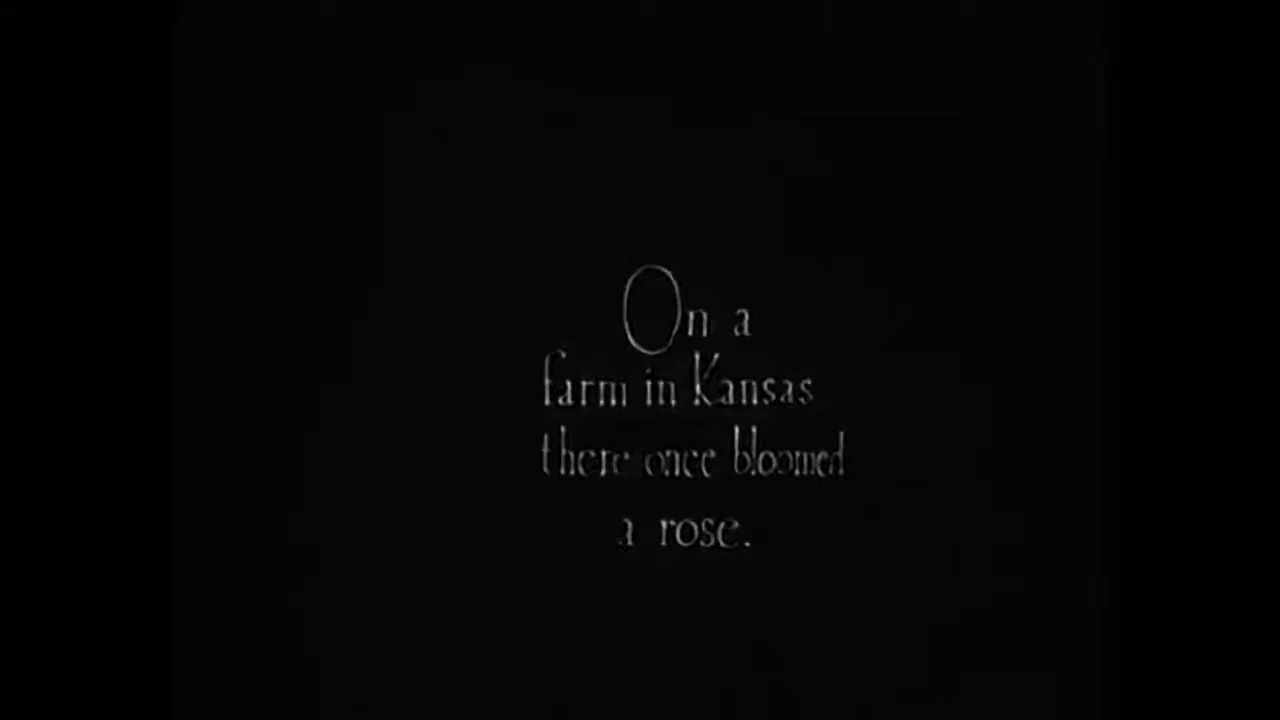 On a
farm in Kansas
there once bloomed
a rose.